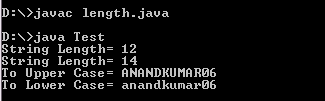 D:\>javac length.java
D:\>java Test
String Length= 12
String Length= 14
To Upper Case= ANANDKUMAR06
To Lower Case= anandkumar06